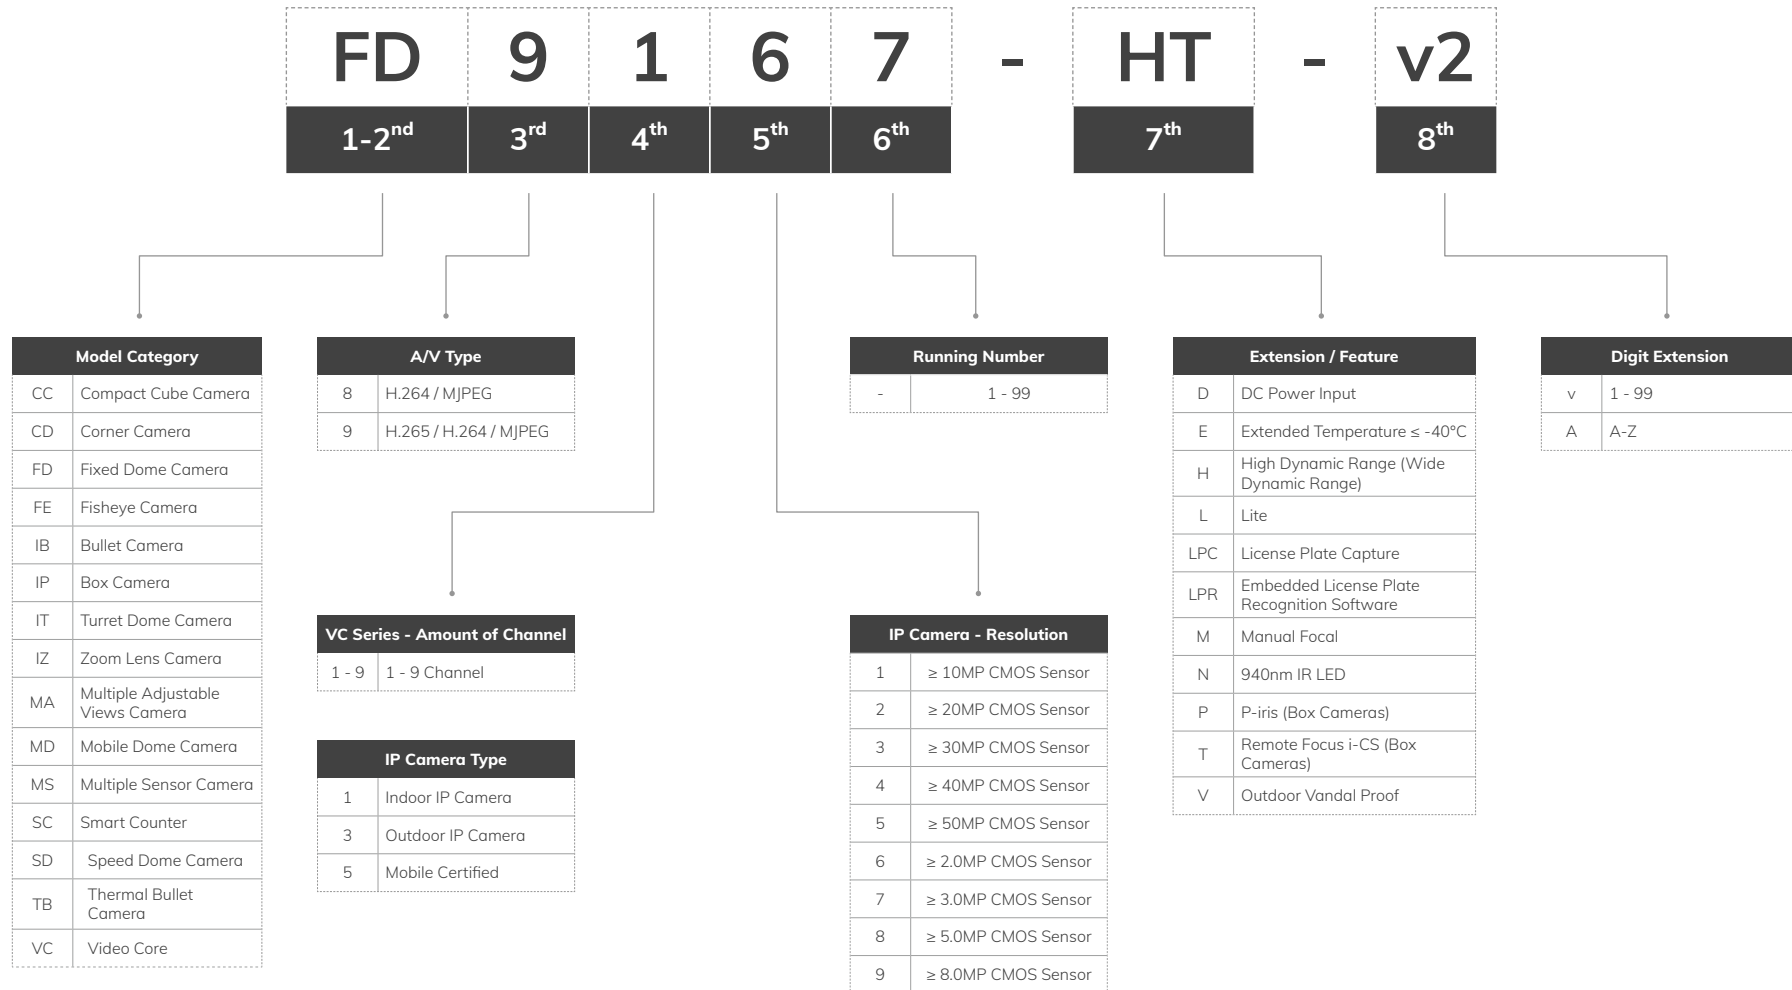 FD 9 1 6 7 - HT - v2
1-2nd 3rd 4th 5th 6th 7th 8th
Model Category
CC Compact Cube Camera
CD Corner Camera
FD Fixed Dome Camera
FE Fisheye Camera
IB Bullet Camera
IP Box Camera
IT Turret Dome Camera
IZ Zoom Lens Camera
MA Multiple Adjustable
Views Camera
MD Mobile Dome Camera
MS Multiple Sensor Camera
SC Smart Counter
SD Speed Dome Camera
TB Thermal Bullet
Camera
VC Video Core
A/V Type
8 H.264 / MJPEG
9 H.265 / H.264 / MJPEG
VC Series - Amount of Channel
1 - 9 1 - 9 Channel
IP Camera Type
1 Indoor IP Camera
3 Outdoor IP Camera
5 Mobile Certified
Running Number
- 1 - 99
IP Camera - Resolution
1 ≥ 10MP CMOS Sensor
2 ≥ 20MP CMOS Sensor
3 ≥ 30MP CMOS Sensor
4 ≥ 40MP CMOS Sensor
5 ≥ 50MP CMOS Sensor
6 ≥ 2.0MP CMOS Sensor
7 ≥ 3.0MP CMOS Sensor
8 ≥ 5.0MP CMOS Sensor
9 ≥ 8.0MP CMOS Sensor
Extension / Feature
D DC Power Input
E Extended Temperature ≤ -40°C
H High Dynamic Range (Wide
Dynamic Range)
L Lite
LPC License Plate Capture
LPR Embedded License Plate
Recognition Software
M Manual Focal
N 940nm IR LED
P P-iris (Box Cameras)
T Remote Focus i-CS (Box
Cameras)
V Outdoor Vandal Proof
Digit Extension
v 1 - 99
A A-Z